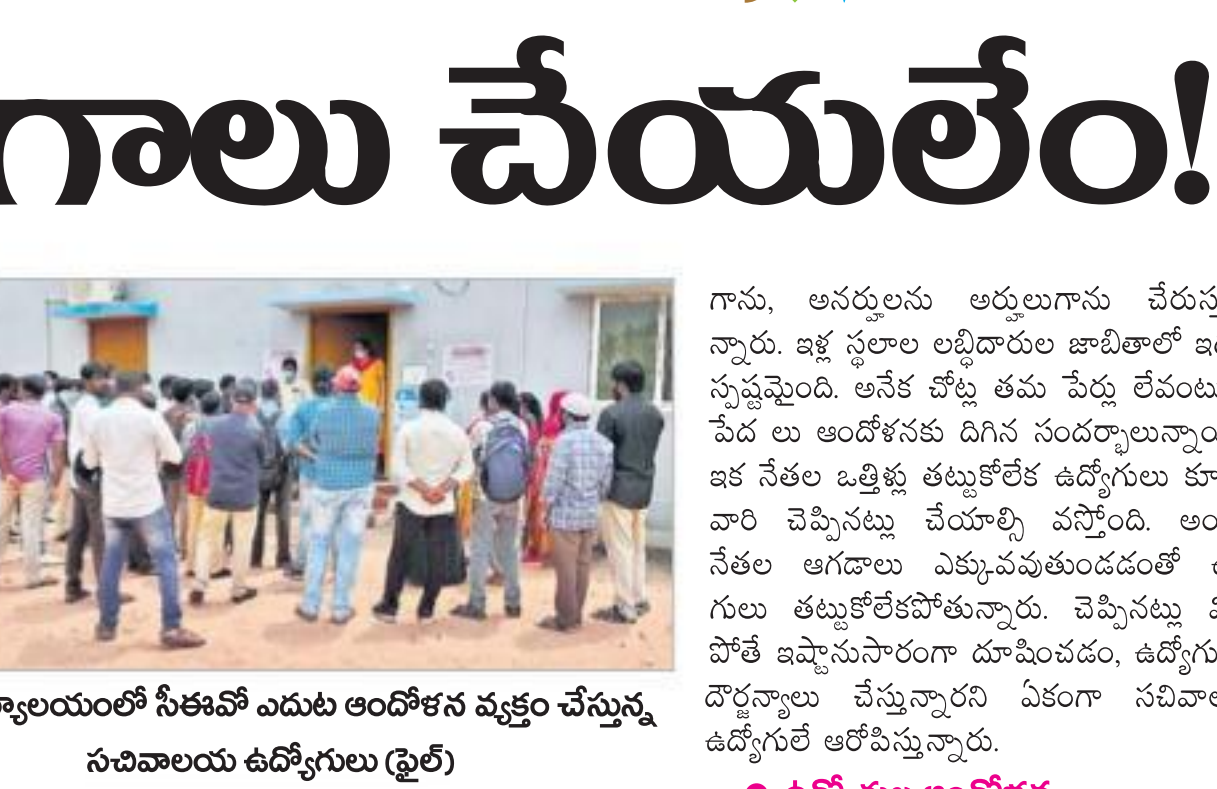 గాలు చేయలేం!
గాను, అనర్హులను అర్హులుగాను చేరుస్తు
న్నారు. ఇళ్ల స్థలాల లబ్ధిదారుల జాబితాలో
స్పష్టమైంది. అనేక చోట్ల తమ పేర్లు లేవంటు
పేద లు ఆందోళనకు దిగిన సందర్భాలున్నాయి
ఇక నేతల ఒత్తిళ్లు తట్టుకోలేక ఉద్యోగులు కూ
వారి చెప్పినట్లు చేయాల్సి వస్తోంది. అం
నేతల ఆగడాలు ఎక్కువవుతుండడంతో
గులు తట్టుకోలేకపోతున్నారు. చెప్పినట్లు
పోతే ఇష్టానుసారంగా దూషించడం, ఉద్యోగు
దౌర్జన్యాలు చేస్తున్నారని ఏకంగా సచివాల
ఉద్యోగులే ఆరోపిస్తున్నారు.
ర్యాలయంలో సీఈవో ఎదుట ఆందోళన వ్యక్తం చేస్తున్న
సచివాలయ ఉద్యోగులు (ఫైల్)